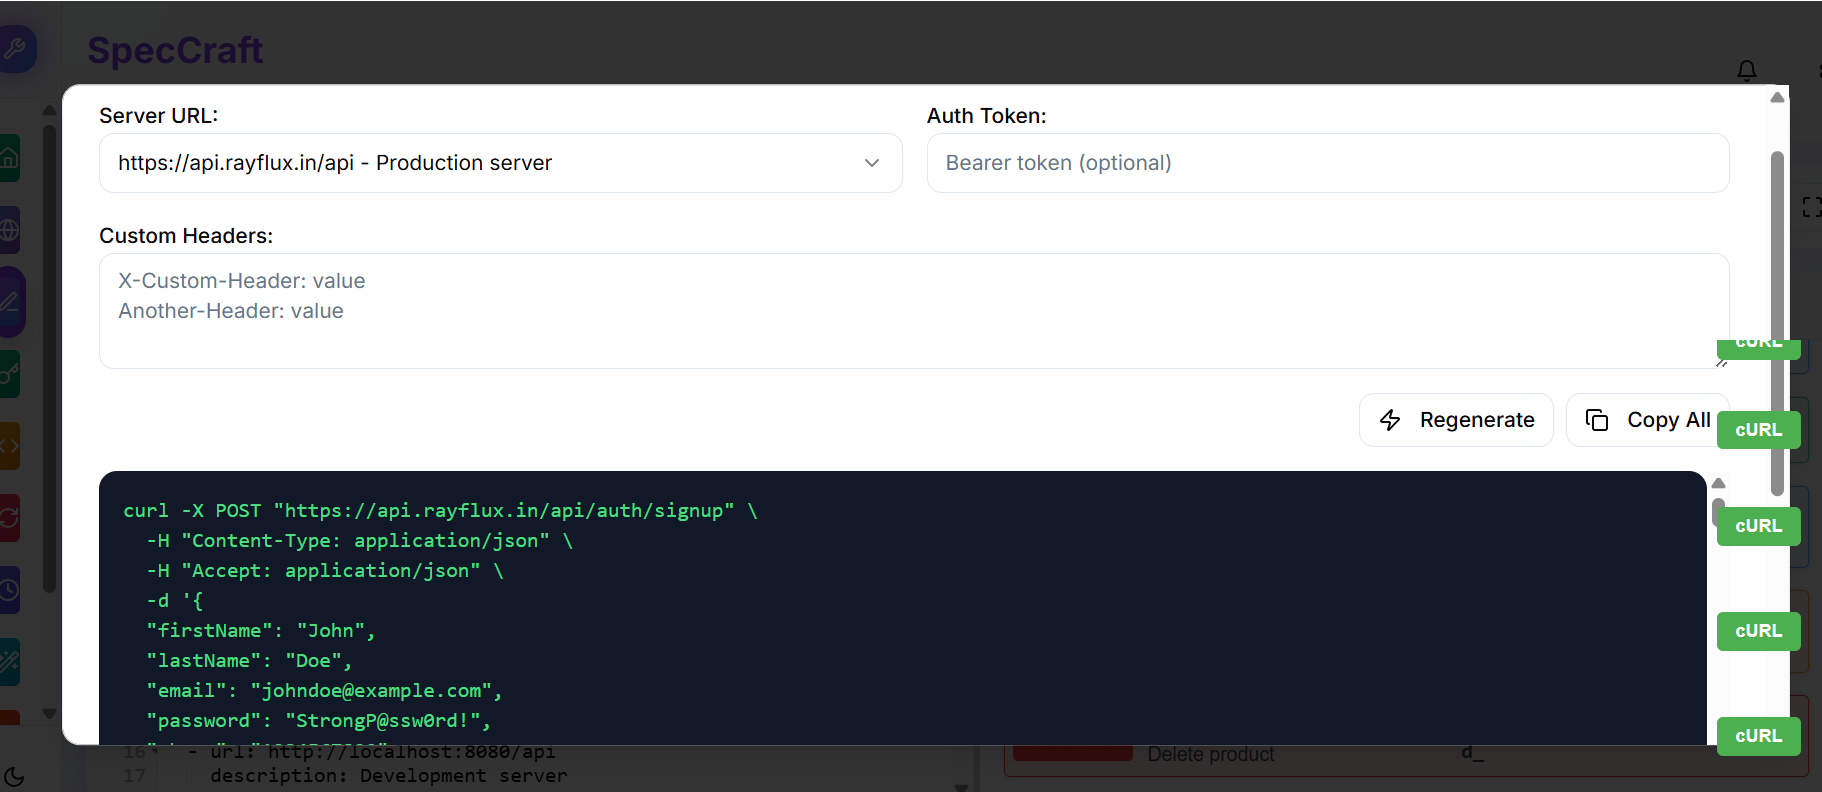 SpecCraft
Server URL:
https://api.rayflux.in/api - Production server
Auth Token:
Bearer token (optional)
Custom Headers:
X-Custom-Header: value
Another-Header: value
cURL
Regenerate
Copy All
cURL
curl -X POST "https://api.rayflux.in/api/auth/signup" \
-H "Content-Type: application/json" \
-H "Accept: application/json" \
-d '{
"firstName": "John",
"lastName": "Doe",
"email": "johndoe@example.com",
"password": "StrongP@ssw0rd!",
cURL
cURL
cURL
16 - url: http://localhost:8080/api
17 description: Development server
Delete product
d_